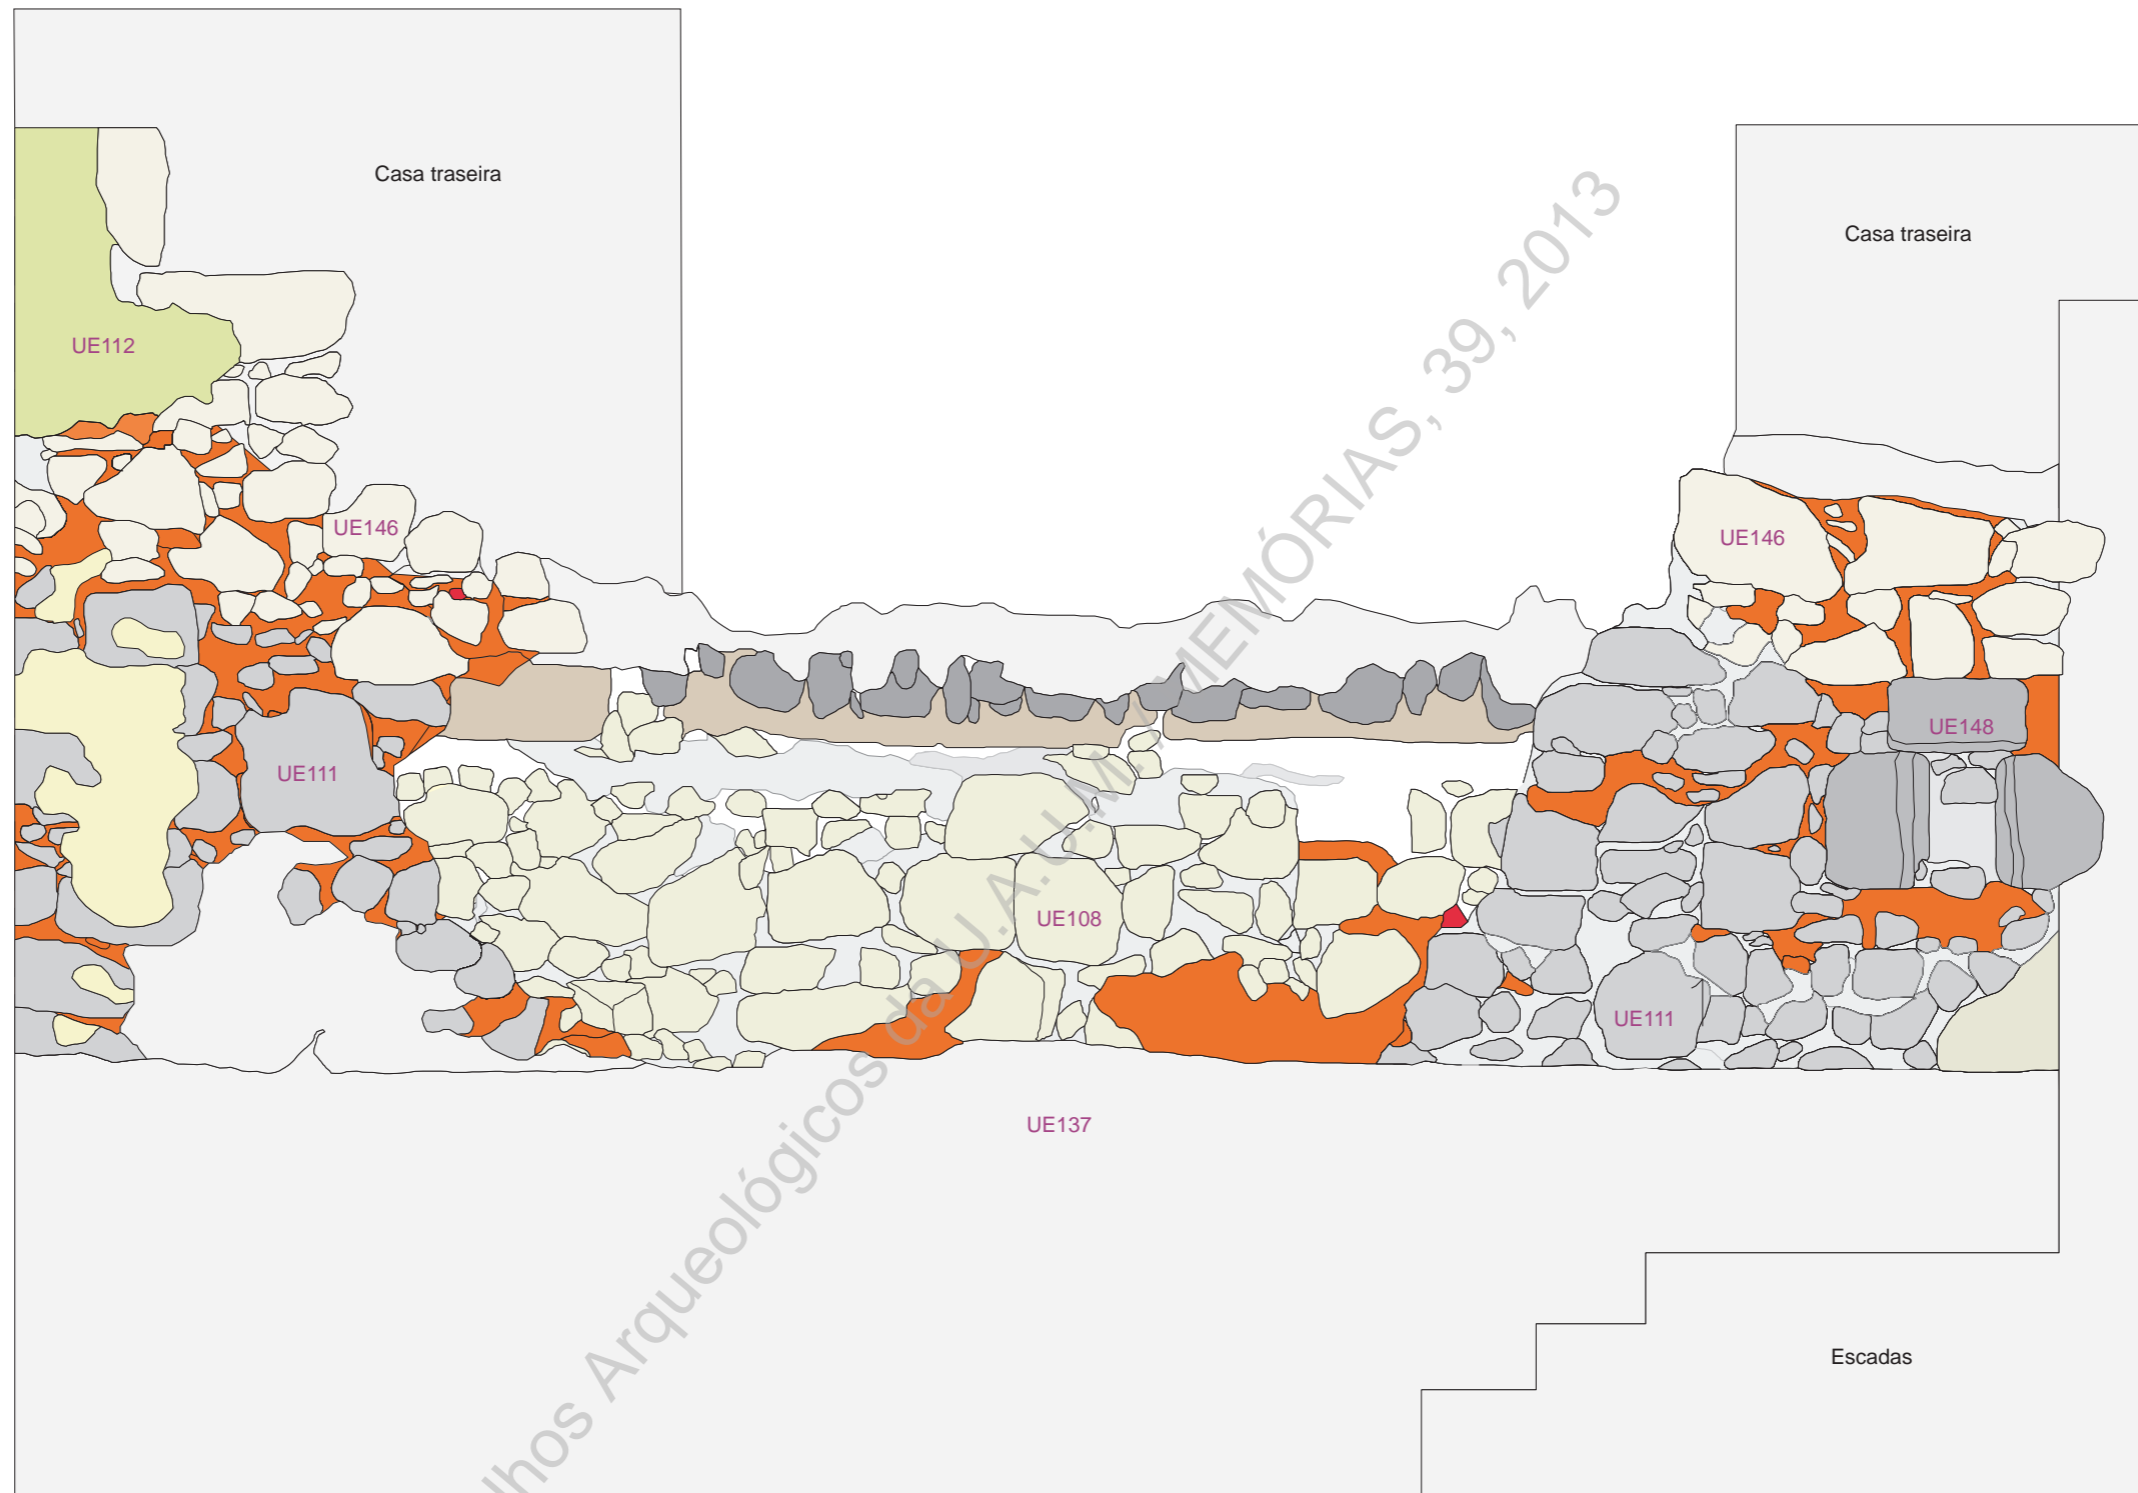 Casa traseira
Casa traseira
UE112
UE146
UE146
UE148
UE111
UE108
UE111
UE137
Escadas
lhos Arqueológicos da U.A.U.M. / MEMÓRIAS, 39, 2013